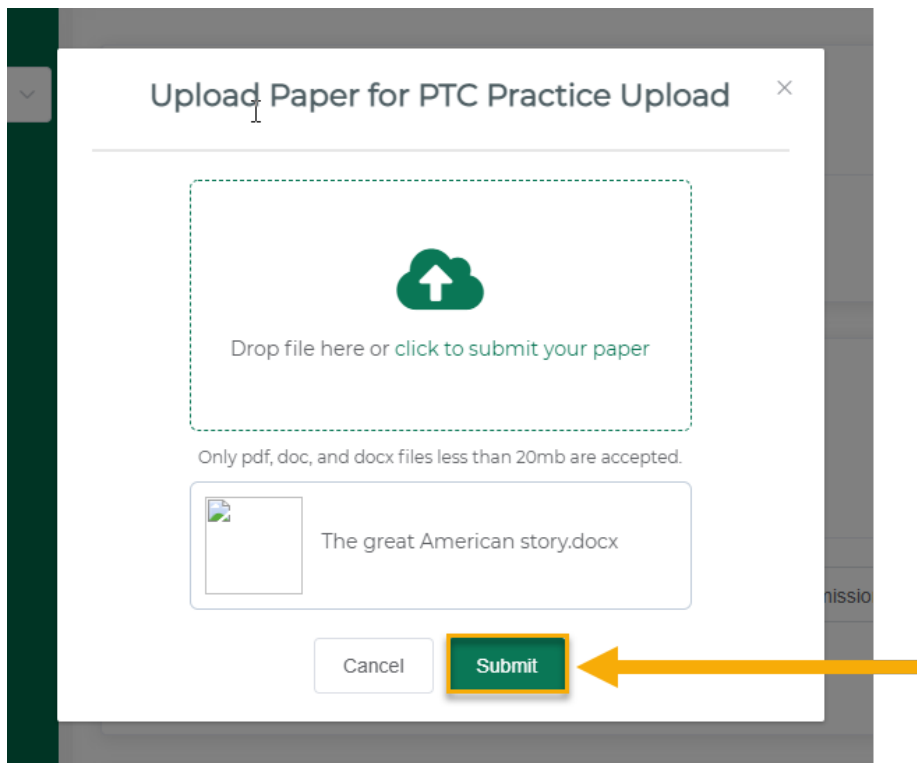 Upload Paper for PTC Practice Upload
Drop file here or click to submit your paper
Only pdf, doc, and docx files less than 20mb are accepted.
The great American story.docx
nissio
Cancel Submit